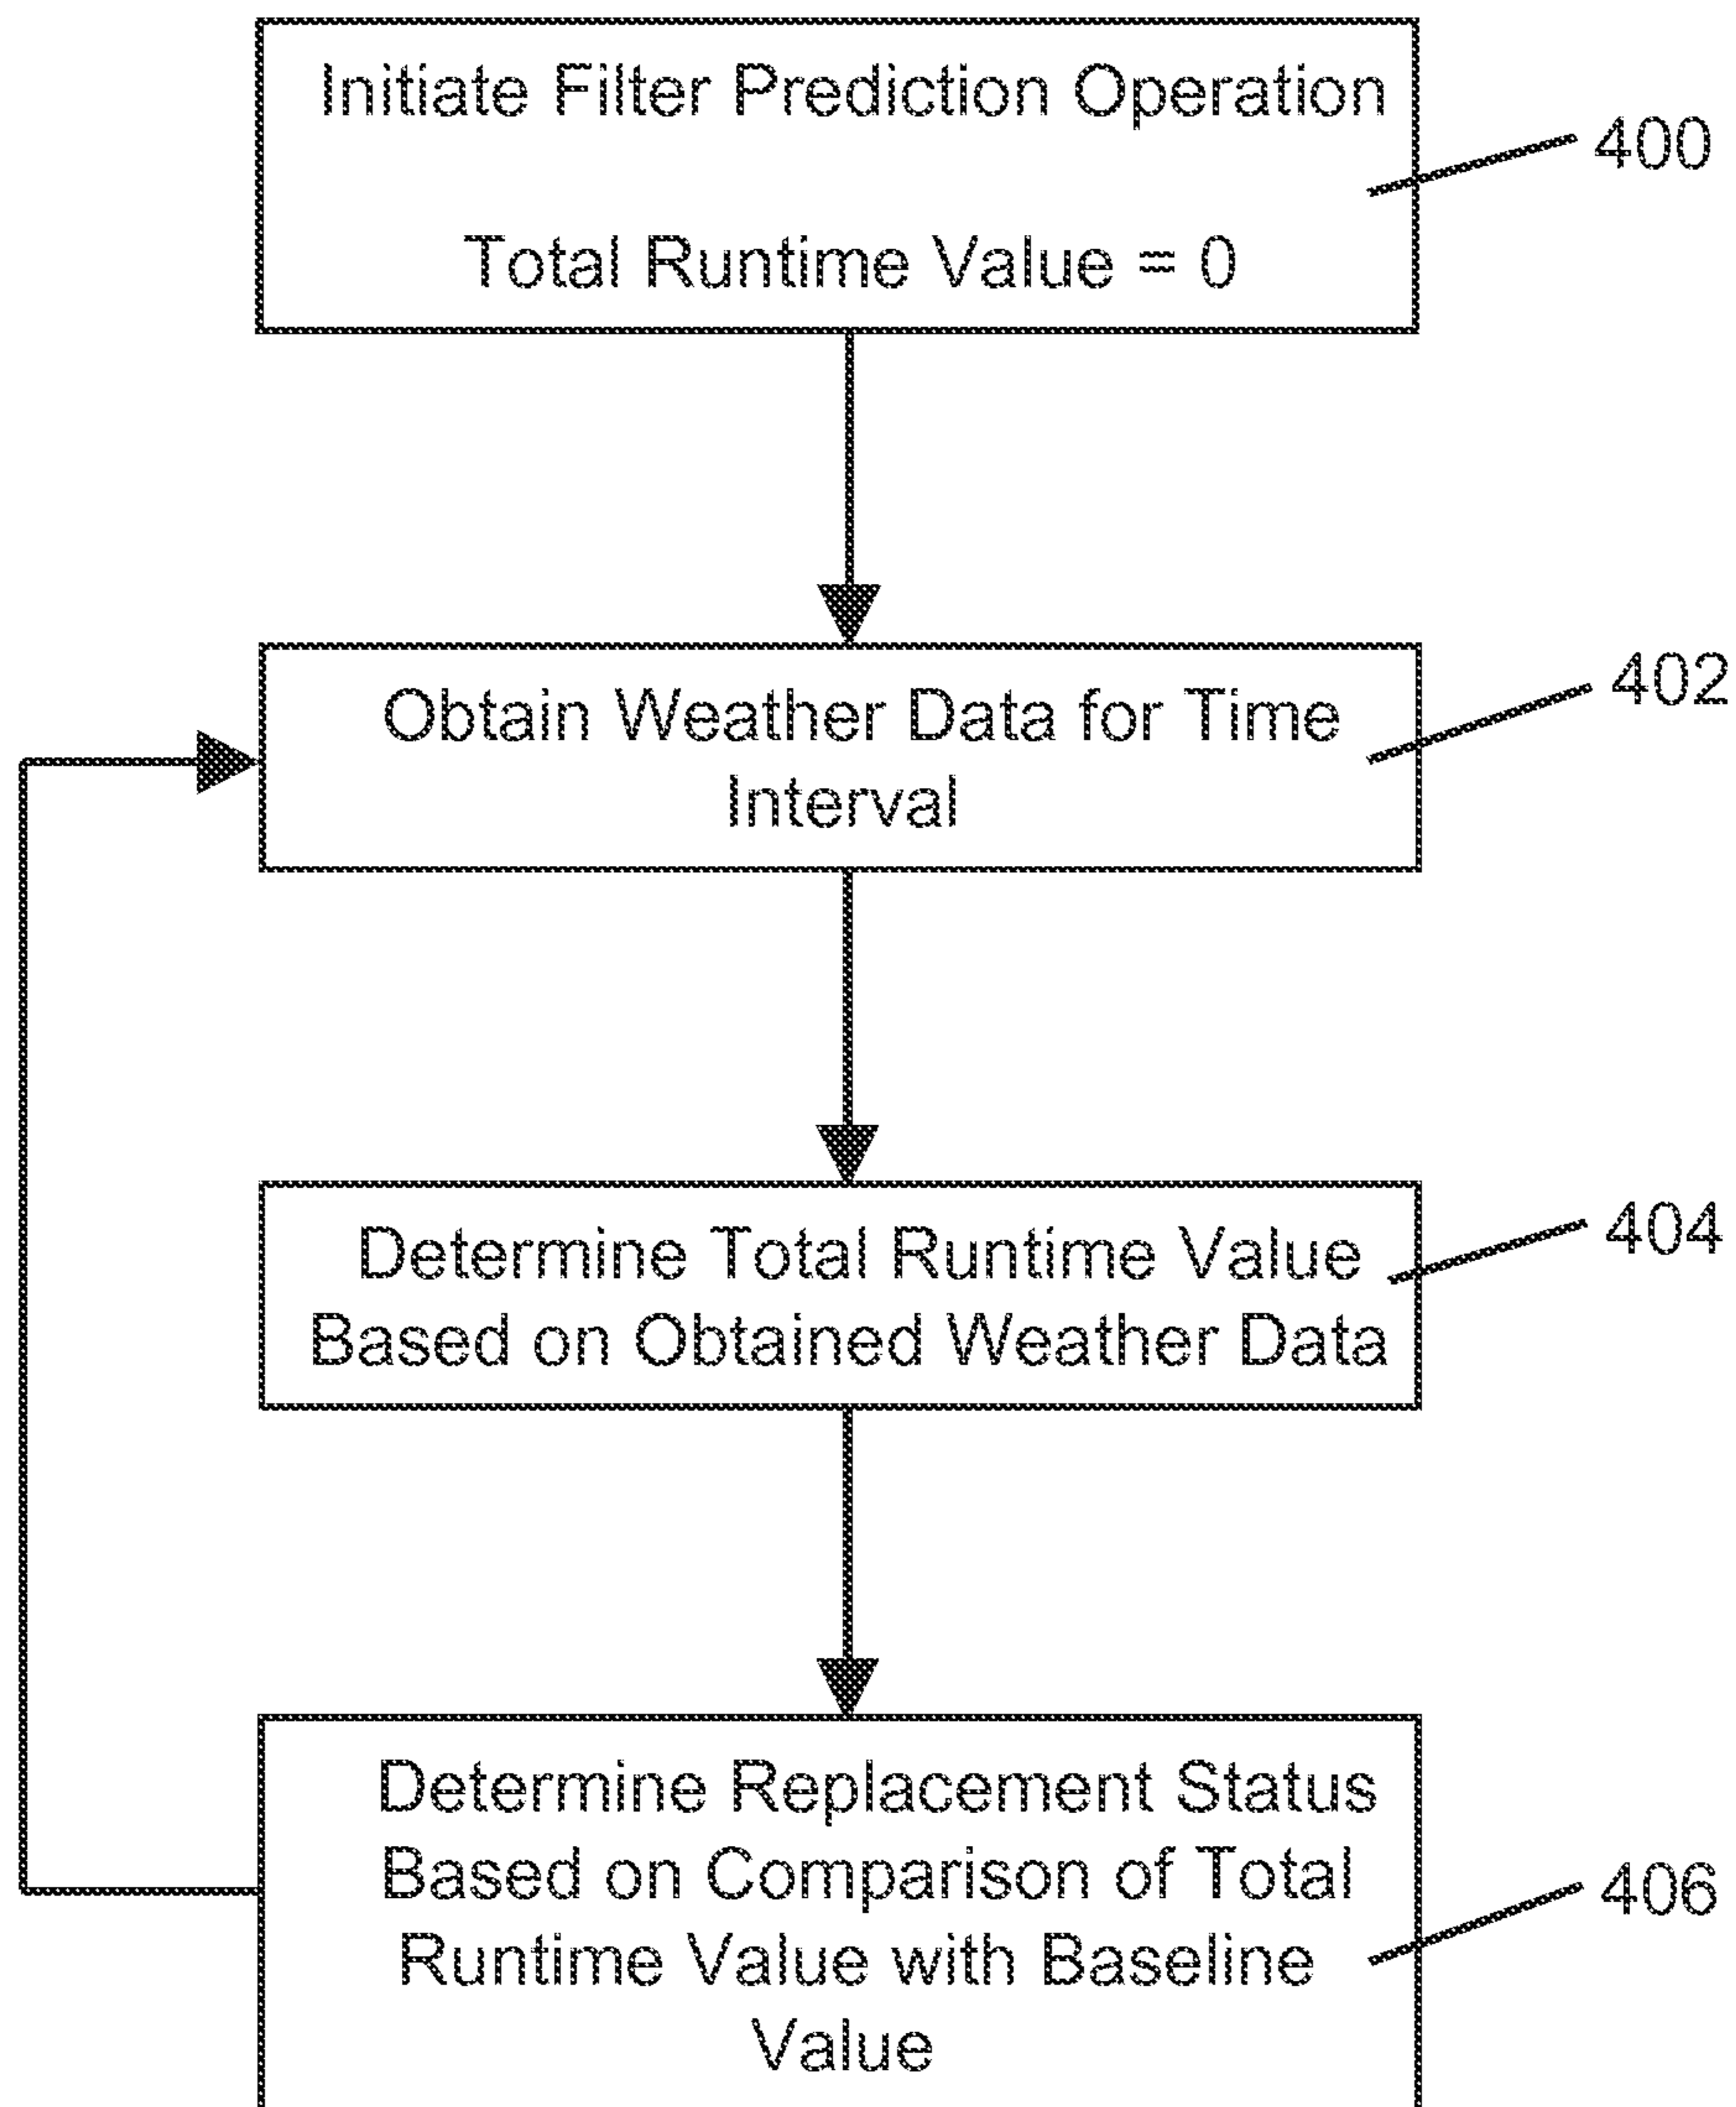 Initiate Filter Prediction Operation
400
Total Runtime Value = 0
402
Obtain Weather Data for Time
Interval
404
Determine Total Runtime Value
Based on Obtained Weather Data
Determine Replacement Status
Based on Comparison of Total
406
Runtime Value with Baseline
Value